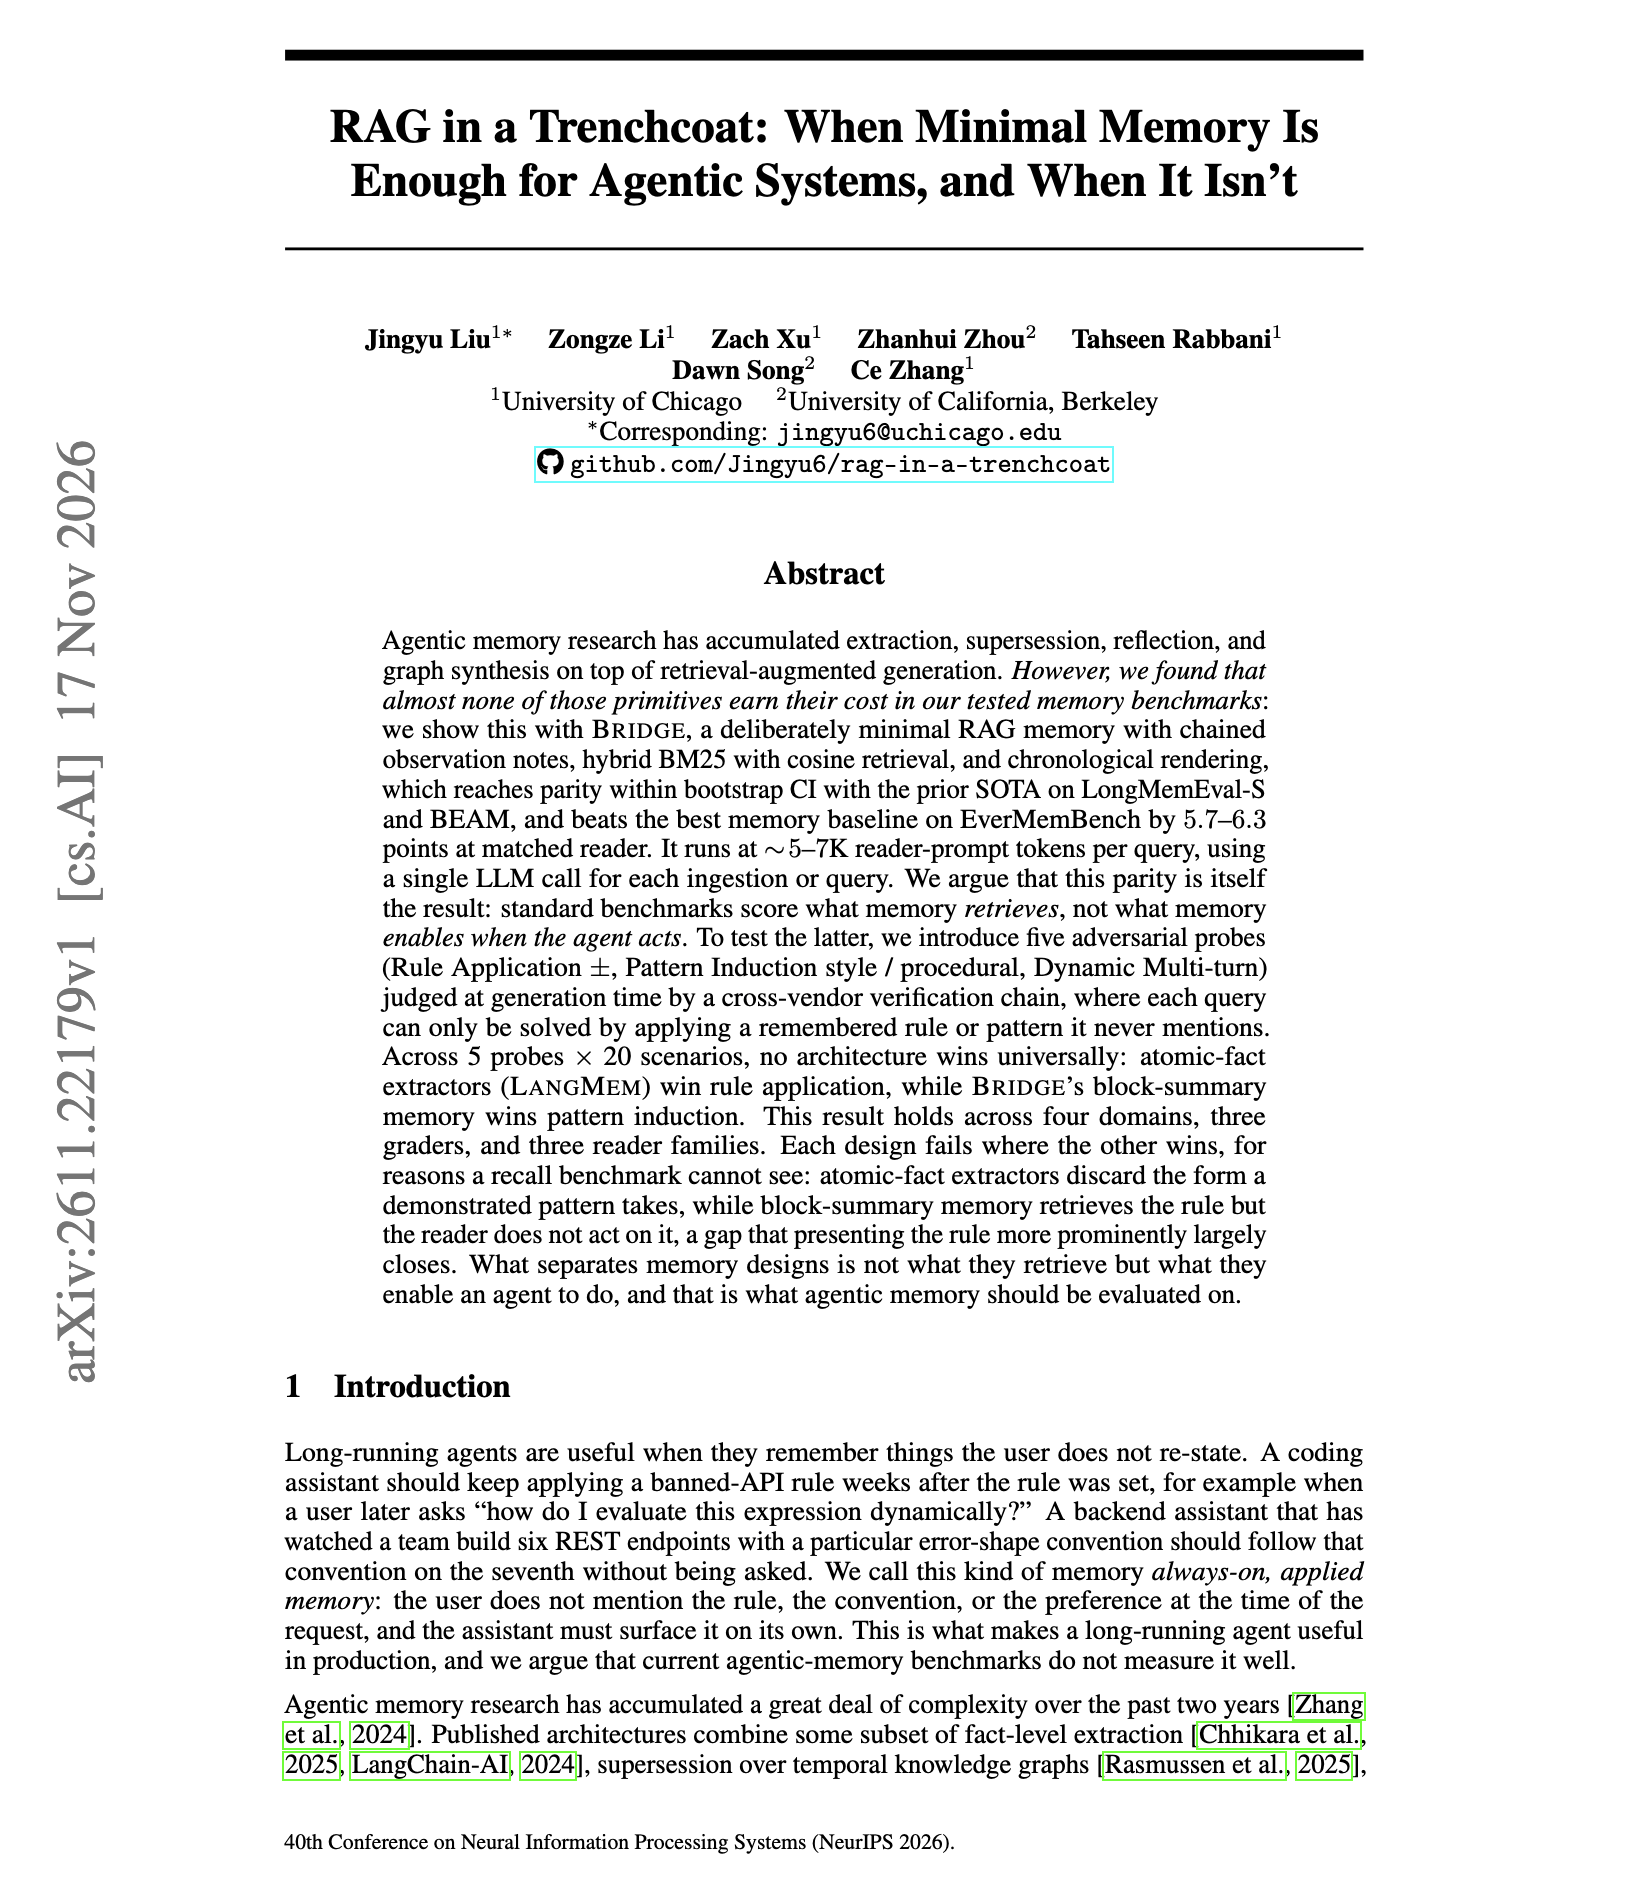 RAG in a Trenchcoat: When Minimal Memory Is
Enough for Agentic Systems, and When It Isn't
Jingyu Liu1* Zongze Li1 Zach Xu1 Zhanhui Zhou2 Tahseen Rabbani1
Dawn Song2 Ce Zhang1
1University of Chicago 2University of California, Berkeley
*Corresponding: jingyu6@uchicago.edu
github.com/Jingyu6/rag-in-a-trenchcoat
arXiv:2611.22179v1 [cs.AI] 17 Nov 2026
Abstract
Agentic memory research has accumulated extraction, supersession, reflection, and
graph synthesis on top of retrieval-augmented generation. However, we found that
almost none of those primitives earn their cost in our tested memory benchmarks:
we show this with BRIDGE, a deliberately minimal RAG memory with chained
observation notes, hybrid BM25 with cosine retrieval, and chronological rendering,
which reaches parity within bootstrap CI with the prior SOTA on LongMemEval-S
and BEAM, and beats the best memory baseline on EverMemBench by 5.7–6.3
points at matched reader. It runs at ∼5–7K reader-prompt tokens per query, using
a single LLM call for each ingestion or query. We argue that this parity is itself
the result: standard benchmarks score what memory retrieves, not what memory
enables when the agent acts. To test the latter, we introduce five adversarial probes
(Rule Application ±, Pattern Induction style / procedural, Dynamic Multi-turn)
judged at generation time by a cross-vendor verification chain, where each query
can only be solved by applying a remembered rule or pattern it never mentions.
Across 5 probes × 20 scenarios, no architecture wins universally: atomic-fact
extractors (LANGMEM) win rule application, while BRIDGE's block-summary
memory wins pattern induction. This result holds across four domains, three
graders, and three reader families. Each design fails where the other wins, for
reasons a recall benchmark cannot see: atomic-fact extractors discard the form a
demonstrated pattern takes, while block-summary memory retrieves the rule but
the reader does not act on it, a gap that presenting the rule more prominently largely
closes. What separates memory designs is not what they retrieve but what they
enable an agent to do, and that is what agentic memory should be evaluated on.
1 Introduction
Long-running agents are useful when they remember things the user does not re-state. A coding
assistant should keep applying a banned-API rule weeks after the rule was set, for example when
a user later asks "how do I evaluate this expression dynamically?" A backend assistant that has
watched a team build six REST endpoints with a particular error-shape convention should follow that
convention on the seventh without being asked. We call this kind of memory always-on, applied
memory: the user does not mention the rule, the convention, or the preference at the time of the
request, and the assistant must surface it on its own. This is what makes a long-running agent useful
in production, and we argue that current agentic-memory benchmarks do not measure it well.
Agentic memory research has accumulated a great deal of complexity over the past two years [Zhang
et al., 2024]. Published architectures combine some subset of fact-level extraction [Chhikara et al.,
2025, LangChain-AI, 2024], supersession over temporal knowledge graphs [Rasmussen et al., 2025],
40th Conference on Neural Information Processing Systems (NeurIPS 2026).